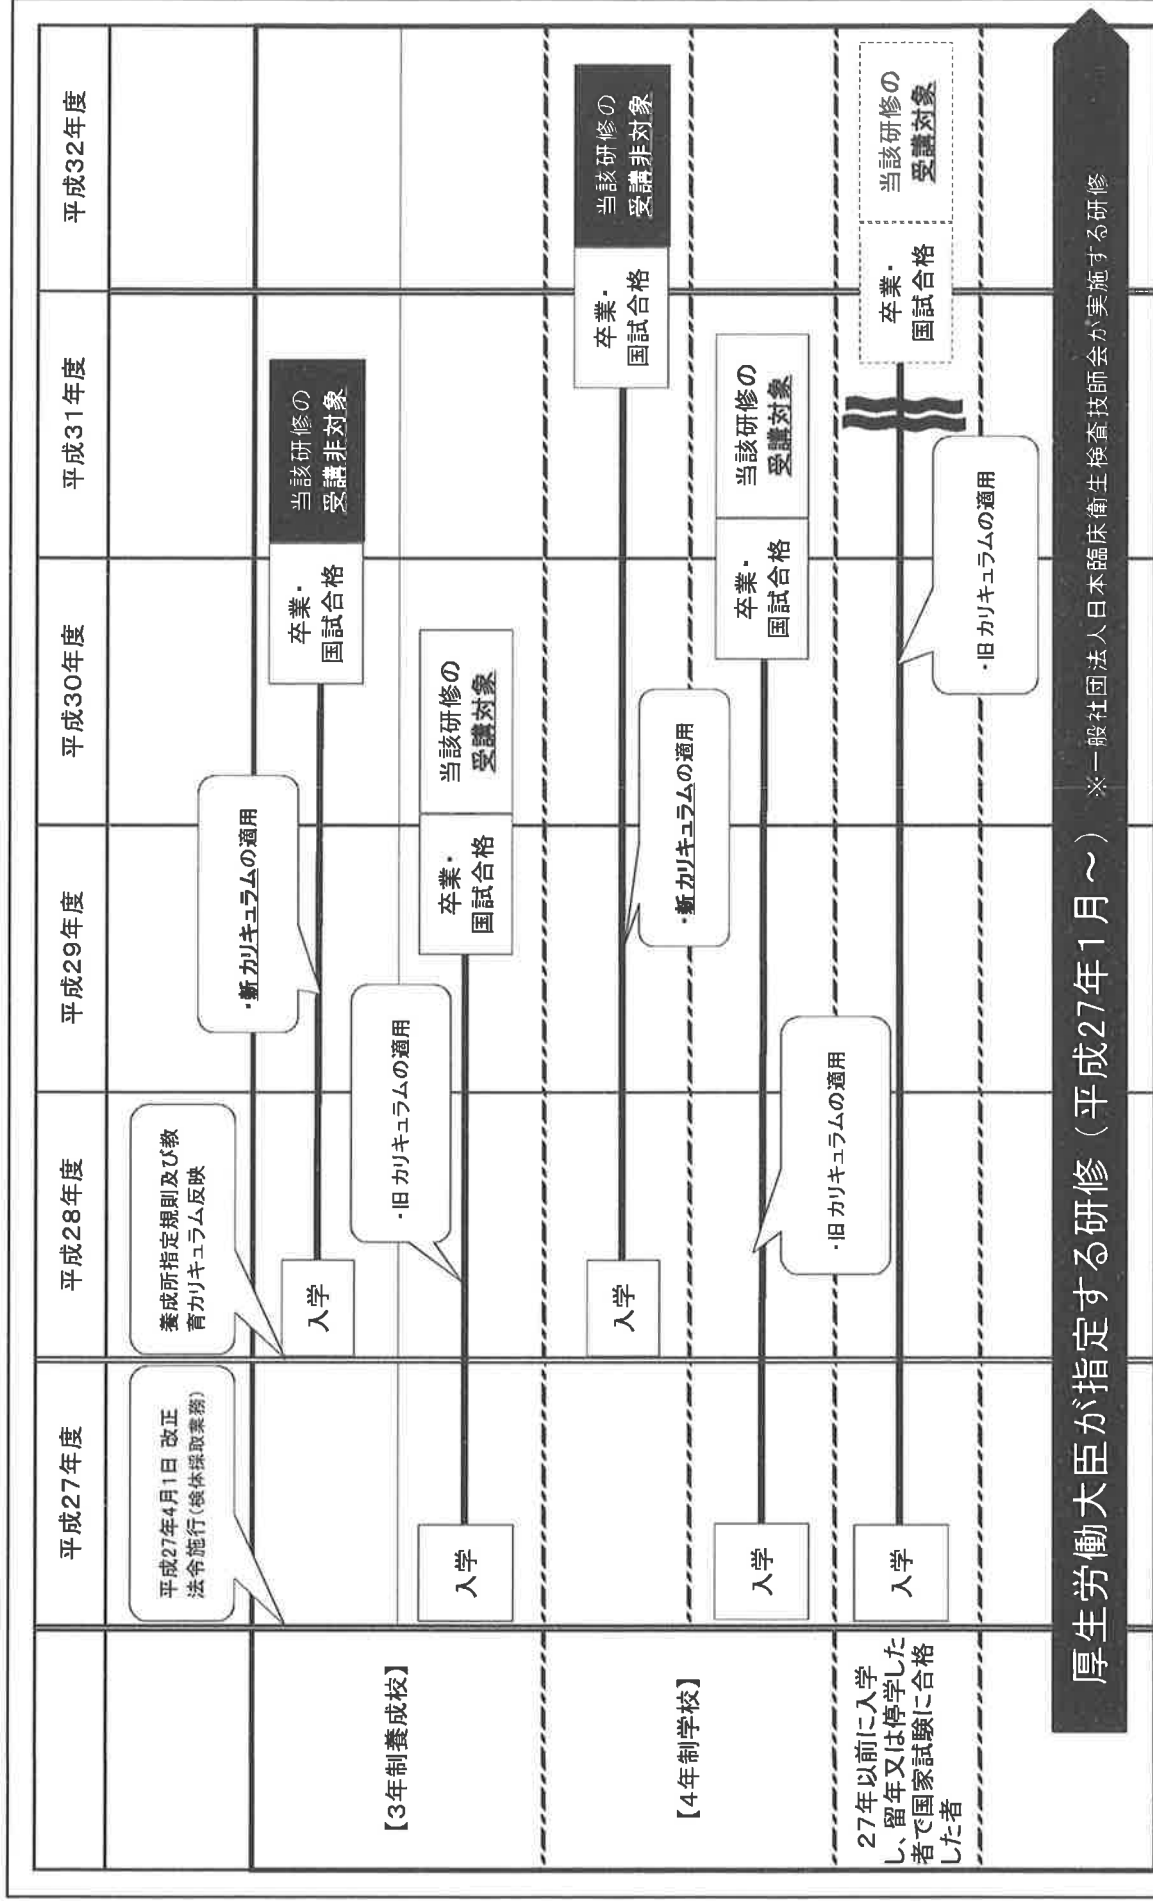 平成27年度
平成28年度
平成29年度
平成30年度
平成31年度
平成32年度
平成27年4月1日 改正
法令施行(検体採取業務)
養成所指定規則及び教
育カリキュラム反映
【3年制養成校】
入学
・新カリキュラムの適用
卒業・
国試合格
当該研修の
受講非対象
入学
・旧カリキュラムの適用
卒業・
国試合格
当該研修の
受講対象
【4年制学校】
入学
・新カリキュラムの適用
卒業・
国試合格
当該研修の
受講非対象
入学
・旧カリキュラムの適用
卒業・
国試合格
当該研修の
受講対象
27年以前に入学
し、留年又は停学した
者で国家試験に合格
した者
入学
・旧カリキュラムの適用
卒業・
国試合格
当該研修の
受講対象
厚生労働大臣が指定する研修（平成27年1月～）※一般社団法人日本臨床衛生検査技師会が実施する研修